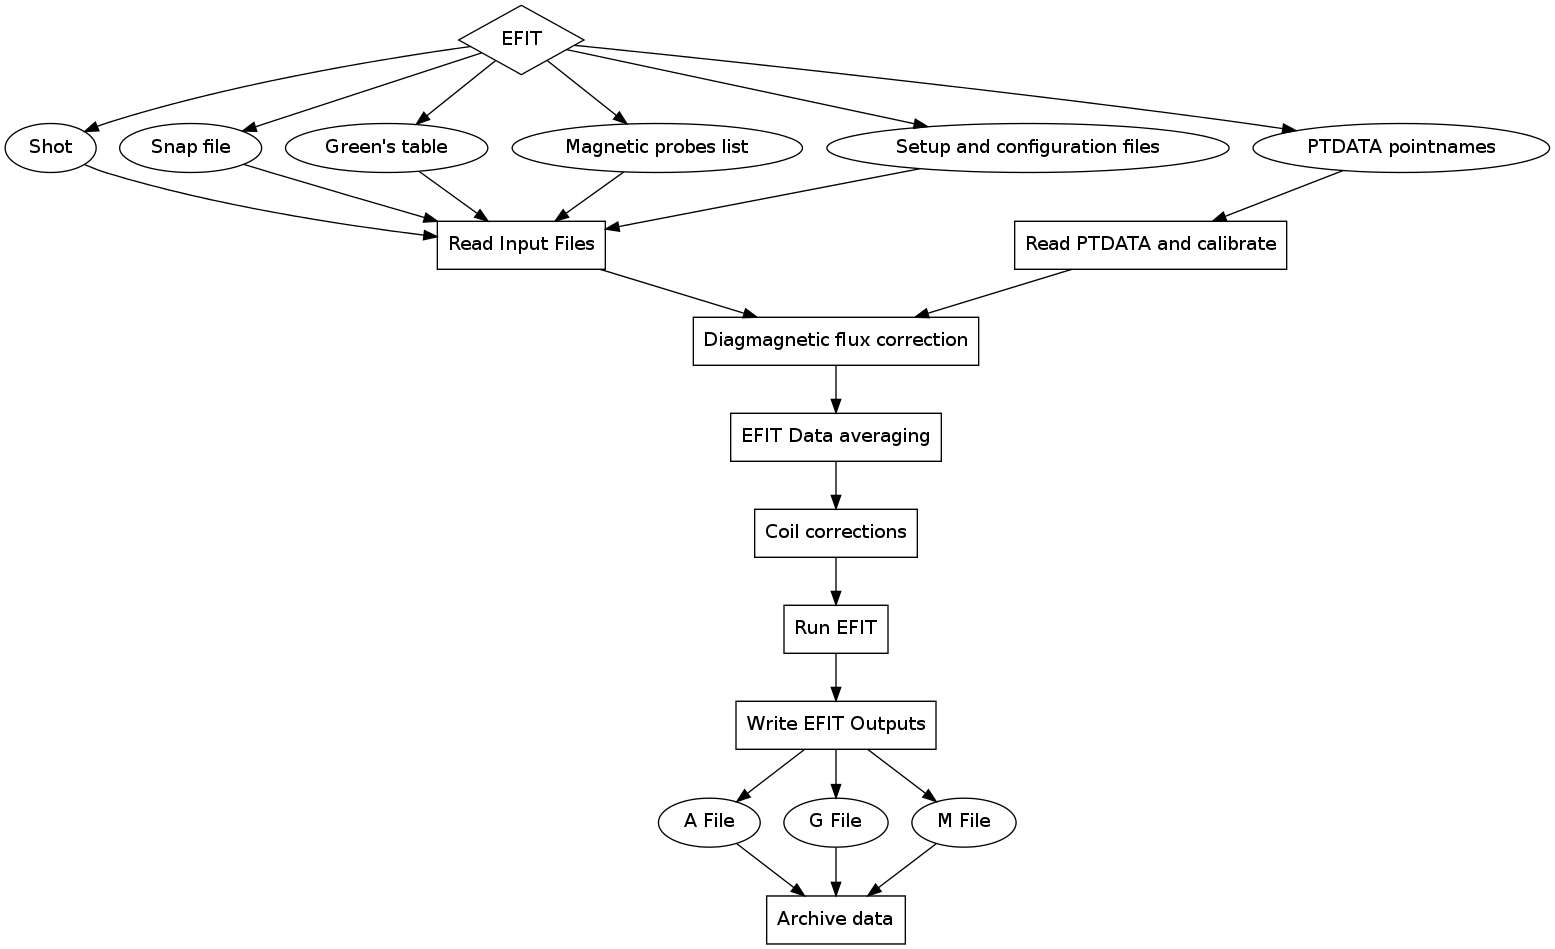 EFIT
Shot
Snap file
Green's table
Magnetic probes list
Setup and configuration files
PTDATA pointnames
Read Input Files
Read PTDATA and calibrate
Diagmagnetic flux correction
EFIT Data averaging
Coil corrections
Run EFIT
Write EFIT Outputs
A File
G File
M File
Archive data